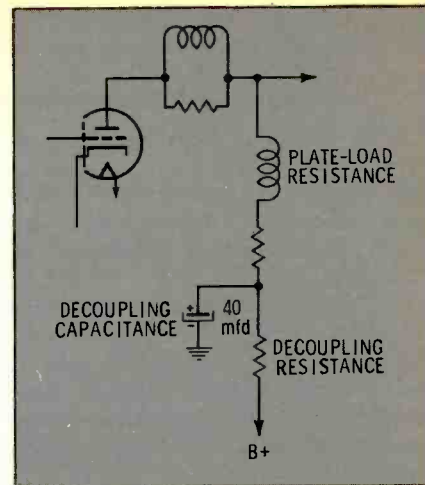 PLATE-LOAD
RESISTANCE
DECOUPLING
CAPACITANCE
40
mfd
DECOUPLING
RESISTANCE
B+